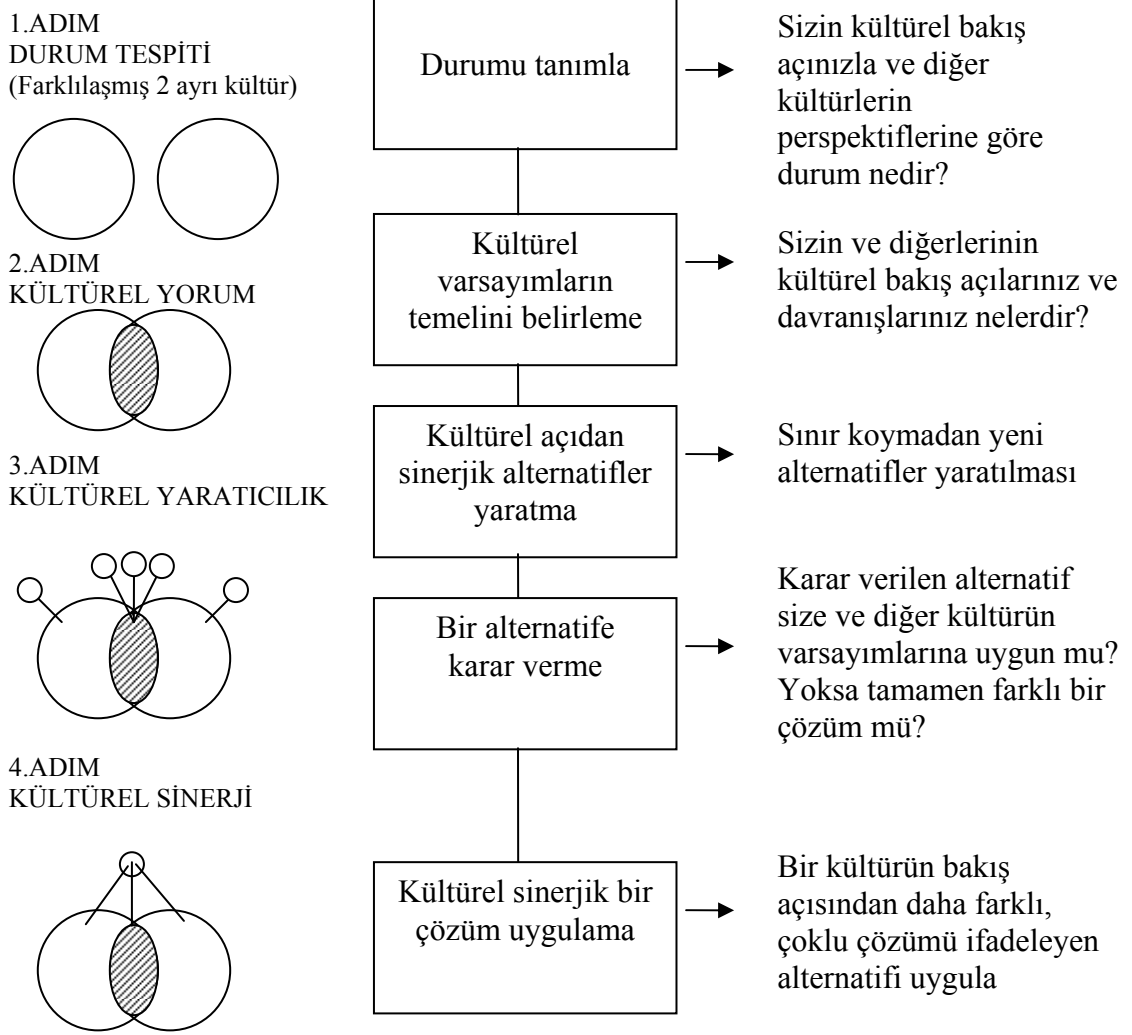 1.ADIM
DURUM TESPİTİ
(Farklılaşmış 2 ayrı kültür)
Durumu tanımla
Sizin kültürel bakış
açınızla ve diğer
kültürlerin
perspektiflerine göre
durum nedir?
2.ADIM
KÜLTÜREL YORUM
Kültürel
varsayımların
temelini belirleme
Sizin ve diğerlerinin
kültürel bakış açılarınız ve
davranışlarınız nelerdir?
3.ADIM
KÜLTÜREL YARATICILIK
Kültürel açıdan
sinerjik alternatifler
yaratma
Sınır koymadan yeni
alternatifler yaratılması
Bir alternatife
karar verme
Karar verilen alternatif
size ve diğer kültürün
varsayımlarına uygun mu?
Yoksa tamamen farklı bir
çözüm mü?
4.ADIM
KÜLTÜREL SİNERJİ
Kültürel sinerjik bir
çözüm uygulama
Bir kültürün bakış
açısından daha farklı,
çoklu çözümü ifadeleyen
alternatifi uygula